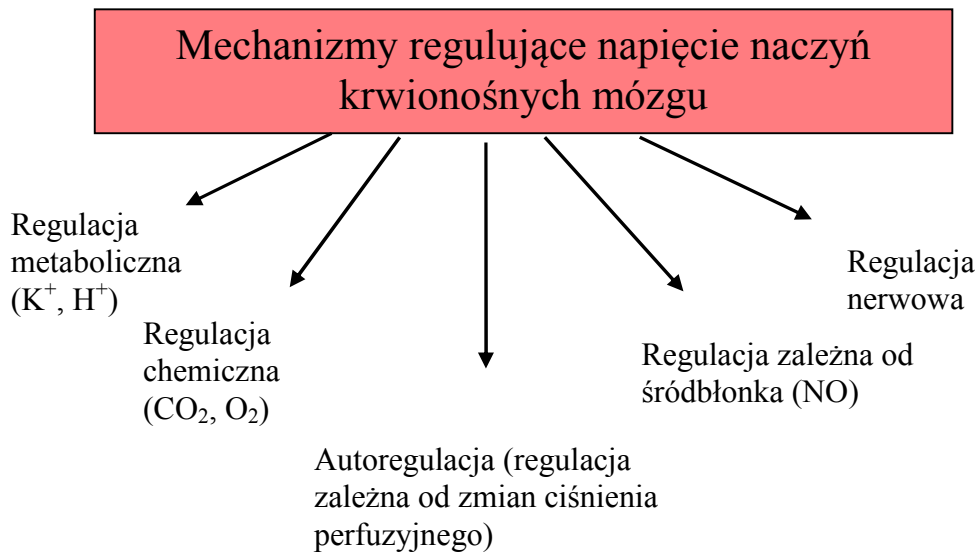 Mechanizmy regulujące napięcie naczyń
krwionośnych mózgu
Regulacja
metaboliczna
(K⁺, H⁺)
Regulacja
chemiczna
(CO₂, O₂)
Autoregulacja (regulacja
zależna od zmian ciśnienia
perfuzyjnego)
Regulacja zależna od
śródbłonka (NO)
Regulacja
nerwowa